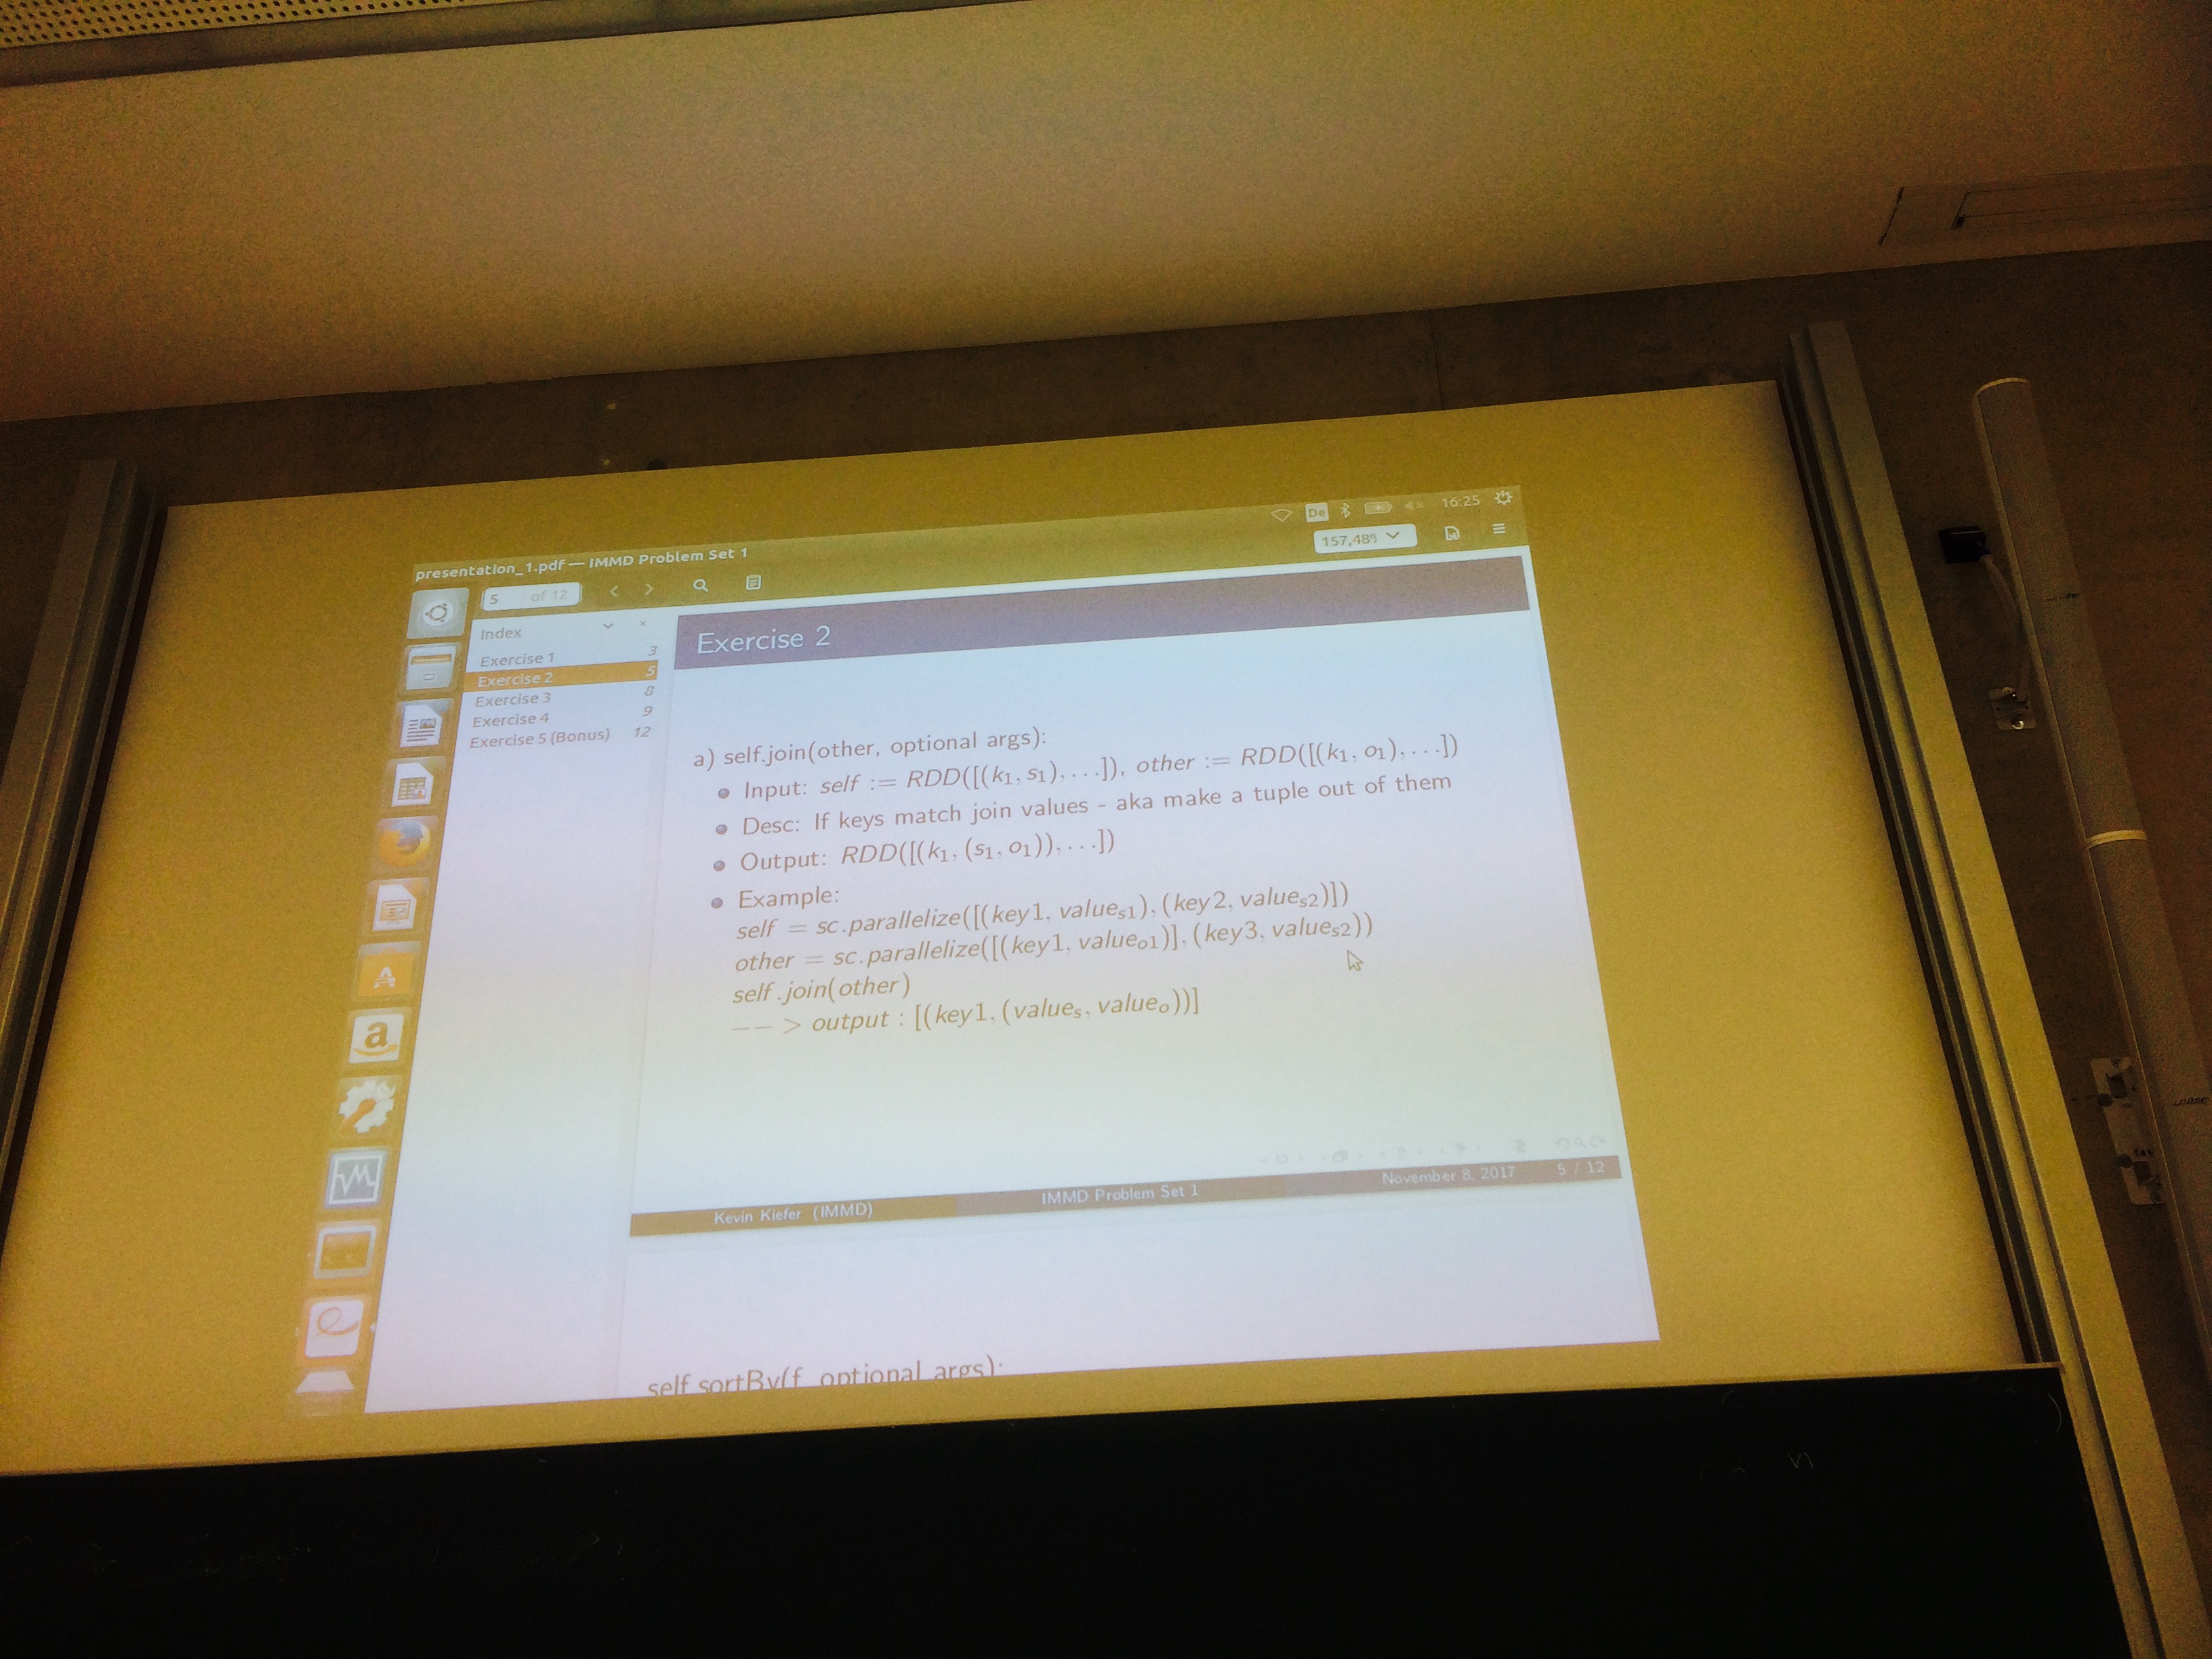 presentation_1.pdf — IMMD Problem Set 1
De 16:25
5 of 12
157,48%
Index
Exercise 1 3
Exercise 2 5
Exercise 3 8
Exercise 4 9
Exercise 5 (Bonus) 12
Exercise 2
a) self.join(other, optional args):
Input: self := RDD([(k₁, s₁), . . .]), other := RDD([(k₁, o₁), . . .])
Desc: If keys match join values - aka make a tuple out of them
Output: RDD([(k₁, (s₁, o₁)), . . .])
Example:
self = sc.parallelize([(key1, valueₛ₁), (key2, valueₛ₂)])
other = sc.parallelize([(key1, valueₒ₁)], (key3, valueₛ₂))
self.join(other)
-- > output : [(key1, (valueₛ, valueₒ))]
Kevin Kiefer (IMMD) IMMD Problem Set 1 November 8, 2017 5 / 12
self.sortBy(f, optional args):
a